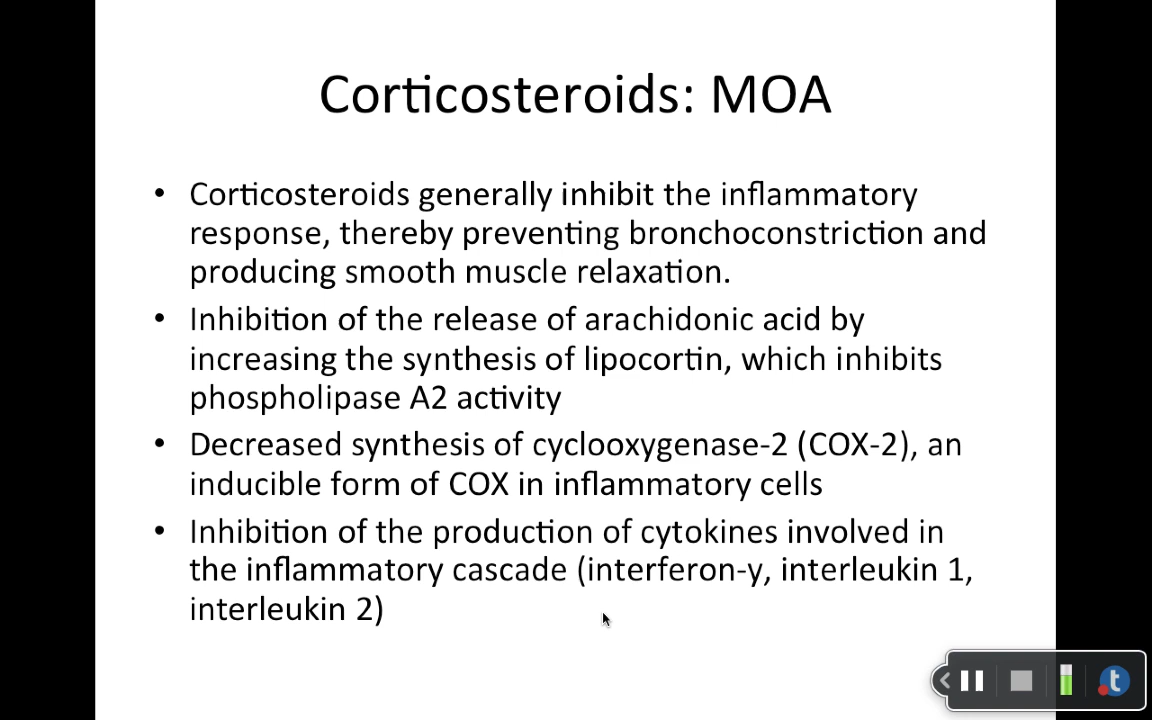 Corticosteroids: MOA
• Corticosteroids generally inhibit the inflammatory
response, thereby preventing bronchoconstriction and
producing smooth muscle relaxation.
• Inhibition of the release of arachidonic acid by
increasing the synthesis of lipocortin, which inhibits
phospholipase A2 activity
• Decreased synthesis of cyclooxygenase-2 (COX-2), an
inducible form of COX in inflammatory cells
• Inhibition of the production of cytokines involved in
the inflammatory cascade (interferon-y, interleukin 1,
interleukin 2)
t